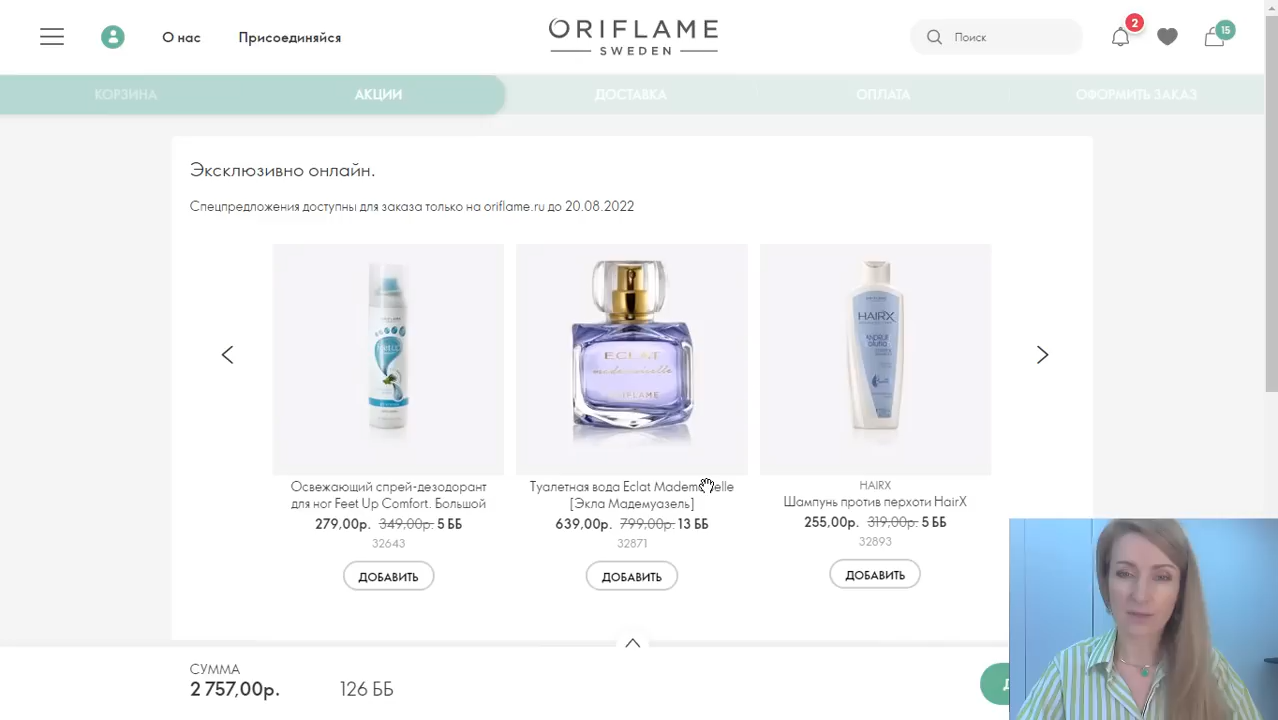 О нас
Присоединяйся
ORIFLAME
SWEDEN
Поиск
2
15
КОРЗИНА
АКЦИИ
ДОСТАВКА
ОПЛАТА
ОФОРМИТЬ ЗАКАЗ
Эксклюзивно онлайн.
Спецпредложения доступны для заказа только на oriflame.ru до 20.08.2022
ECLAT
mademoiselle
ORIFLAME
HAIRX
Освежающий спрей-дезодорант
для ног Feet Up Comfort. Большой
279,00р. 349,00р. 5 ББ
32643
ДОБАВИТЬ
Туалетная вода Eclat Mademoiselle
[Экла Мадемуазель]
639,00р. 799,00р. 13 ББ
32871
ДОБАВИТЬ
HAIRX
Шампунь против перхоти HairX
255,00р. 319,00р. 5 ББ
32893
ДОБАВИТЬ
СУММА
2 757,00р.
126 ББ